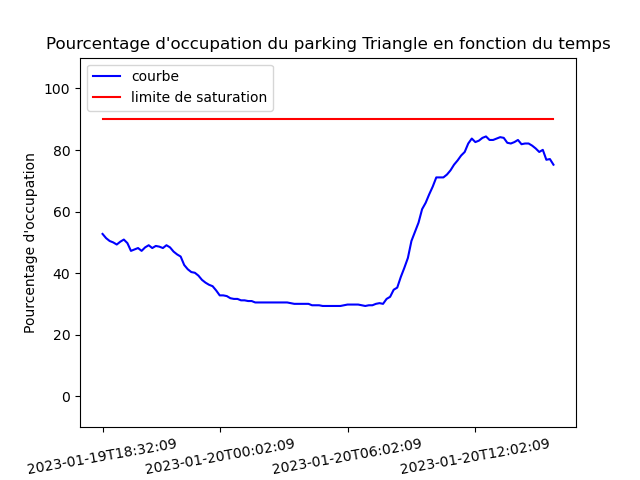 Pourcentage d'occupation du parking Triangle en fonction du temps
courbe
limite de saturation
100
80
60
40
20
0
Pourcentage d'occupation
2023-01-19T18:32:09
2023-01-20T00:02:09
2023-01-20T06:02:09
2023-01-20T12:02:09